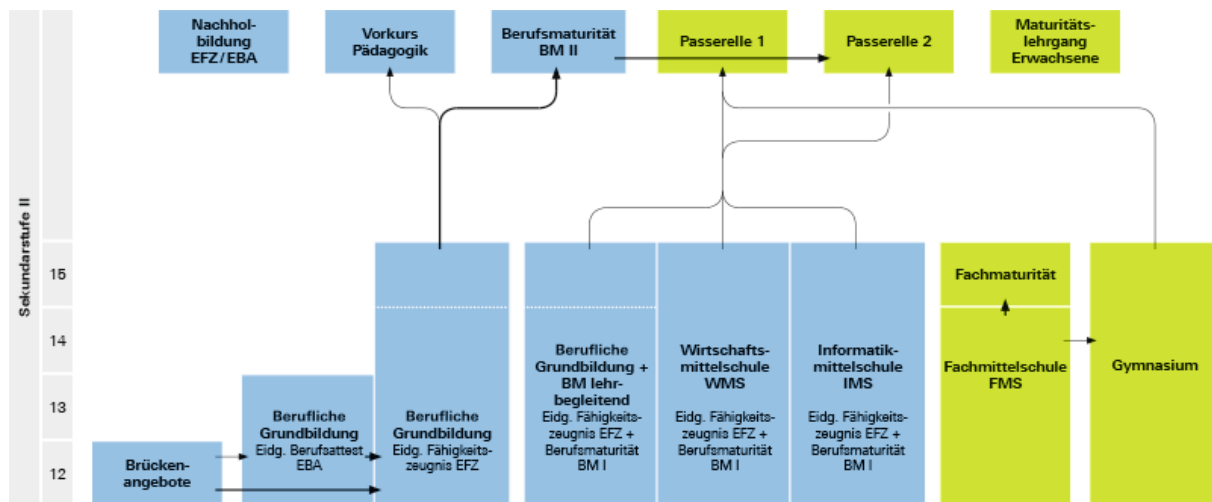 Nachhol-
bildung
EFZ/EBA
Vorkurs
Pädagogik
Berufsmaturität
BM II
Passerelle 1
Passerelle 2
Maturitäts-
lehrgang
Erwachsene
Sekundarstufe II
15
14
13
12
Brücken-
angebote
Berufliche
Grundbildung
Eidg. Berufsattest
EBA
Berufliche
Grundbildung
Eidg. Fähigkeits-
zeugnis EFZ
Berufliche
Grundbildung +
BM lehr-
begleitend
Eidg. Fähigkeits-
zeugnis EFZ +
Berufsmaturität
BM I
Wirtschafts-
mittelschule
WMS
Eidg. Fähigkeits-
zeugnis EFZ +
Berufsmaturität
BM I
Informatik-
mittelschule
IMS
Eidg. Fähigkeits-
zeugnis EFZ +
Berufsmaturität
BM I
Fachmaturität
Fachmittelschule
FMS
Gymnasium